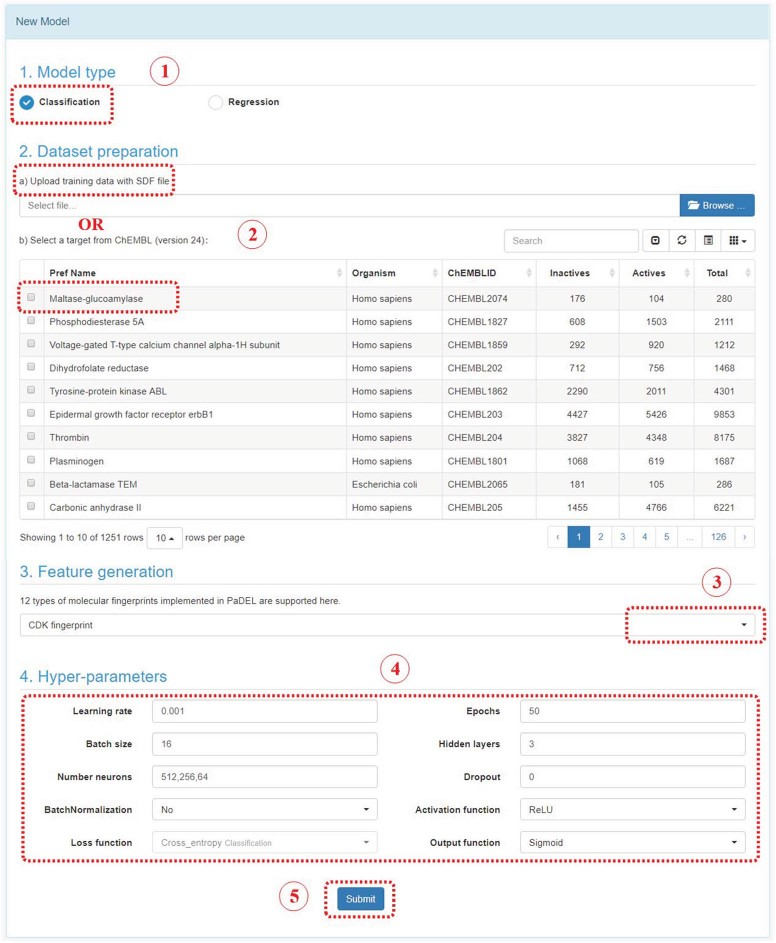 New Model
1. Model type
1
Classification Regression
2. Dataset preparation
a) Upload training data with SDF file
Select file... Browse ...
OR
2
b) Select a target from ChEMBL (version 24): Search
Pref Name Organism ChEMBLID Inactives Actives Total
Maltase-glucoamylase Homo sapiens CHEMBL2074 176 104 280
Phosphodiesterase 5A Homo sapiens CHEMBL1827 608 1503 2111
Voltage-gated T-type calcium channel alpha-1H subunit Homo sapiens CHEMBL1859 292 920 1212
Dihydrofolate reductase Homo sapiens CHEMBL202 712 756 1468
Tyrosine-protein kinase ABL Homo sapiens CHEMBL1862 2290 2011 4301
Epidermal growth factor receptor erbB1 Homo sapiens CHEMBL203 4427 5426 9853
Thrombin Homo sapiens CHEMBL204 3827 4348 8175
Plasminogen Homo sapiens CHEMBL1801 1068 619 1687
Beta-lactamase TEM Escherichia coli CHEMBL2065 181 105 286
Carbonic anhydrase II Homo sapiens CHEMBL205 1455 4766 6221
Showing 1 to 10 of 1251 rows 10 rows per page ‹ 1 2 3 4 5 ... 126 ›
3. Feature generation
3
12 types of molecular fingerprints implemented in PaDEL are supported here.
CDK fingerprint
4. Hyper-parameters
4
Learning rate 0.001 Epochs 50
Batch size 16 Hidden layers 3
Number neurons 512,256,64 Dropout 0
BatchNormalization No Activation function ReLU
Loss function Cross_entropy Classification Output function Sigmoid
5
Submit